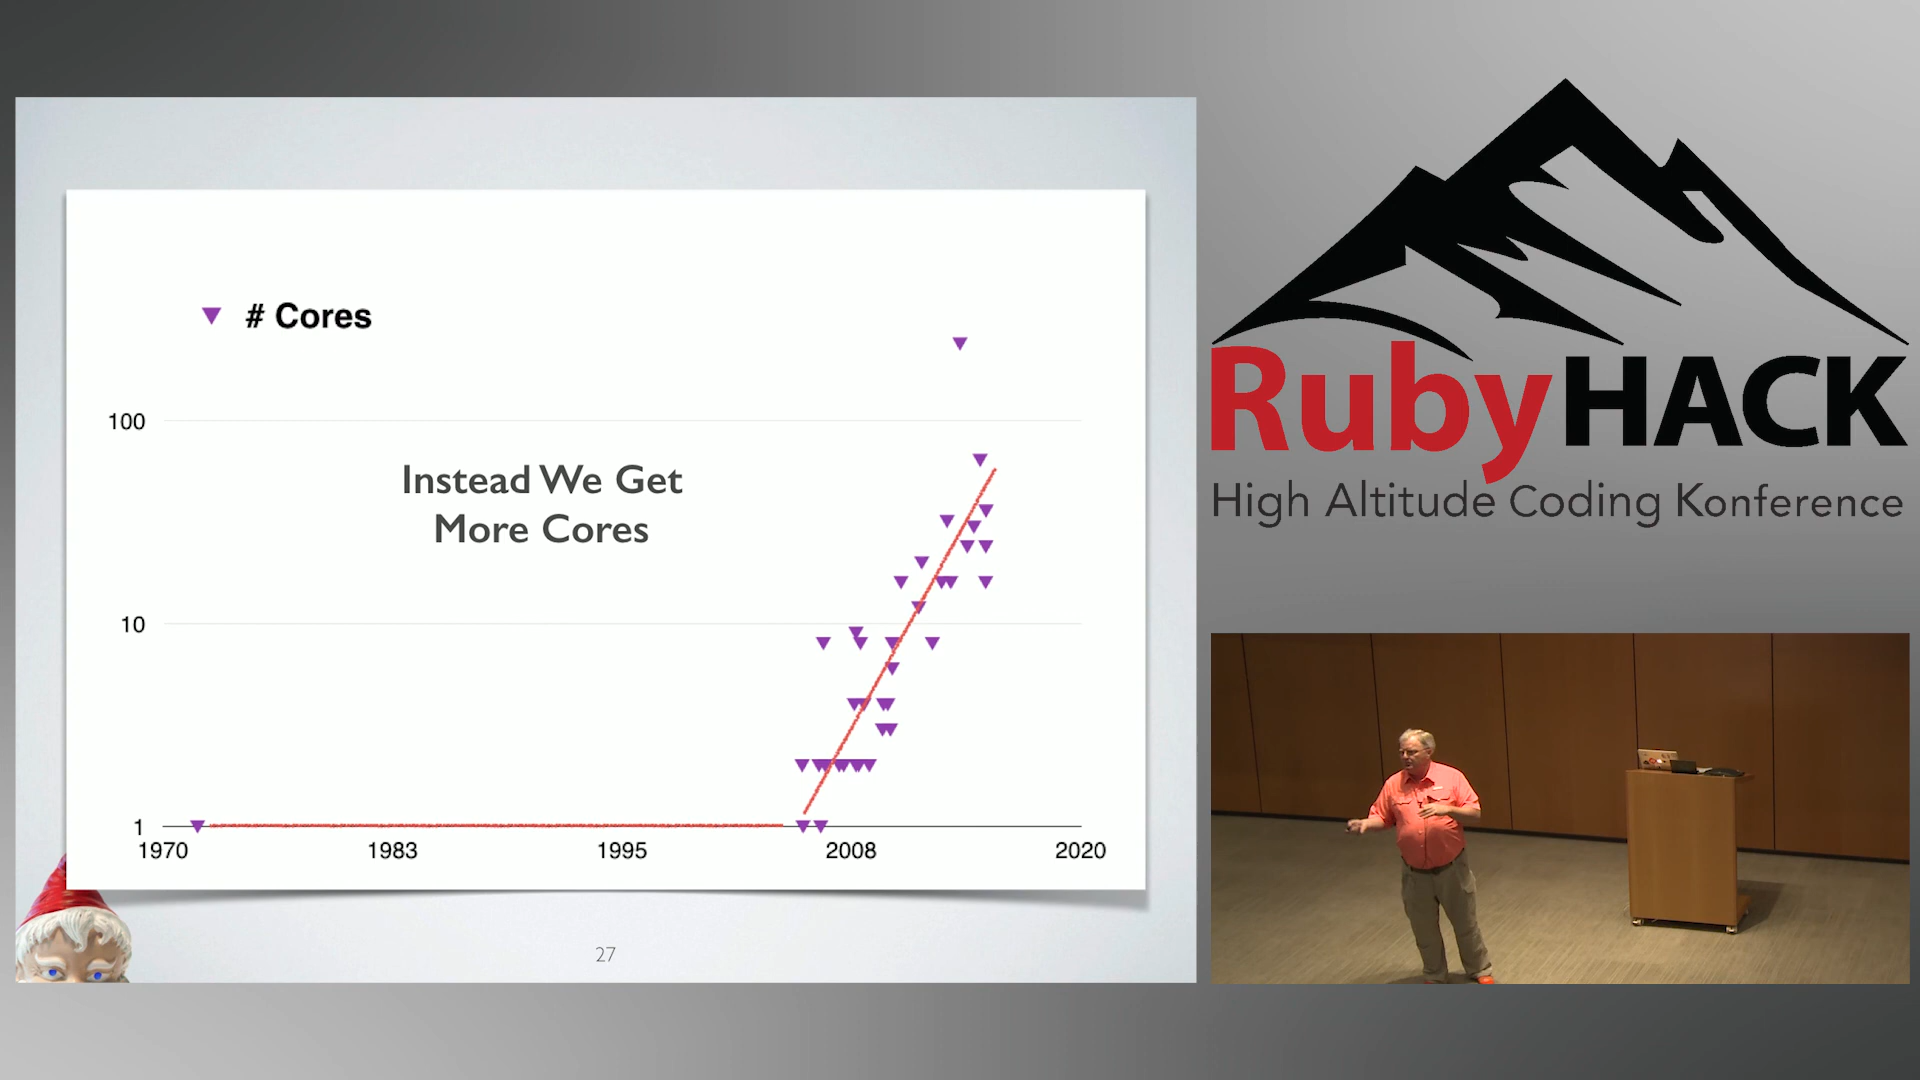 # Cores
100
Instead We Get
More Cores
10
1
1970 1983 1995 2008 2020
27
RubyHACK
High Altitude Coding Konference